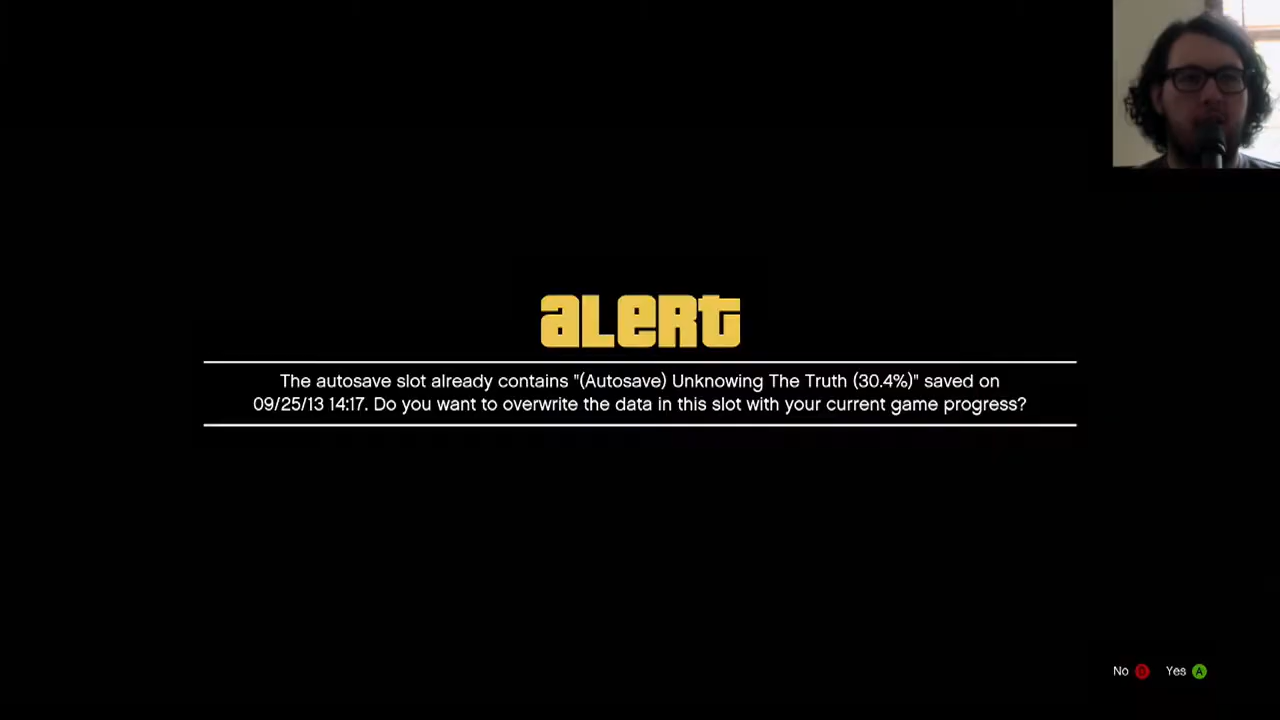 alert
The autosave slot already contains "(Autosave) Unknowing The Truth (30.4%)" saved on
09/25/13 14:17. Do you want to overwrite the data in this slot with your current game progress?
No B Yes A